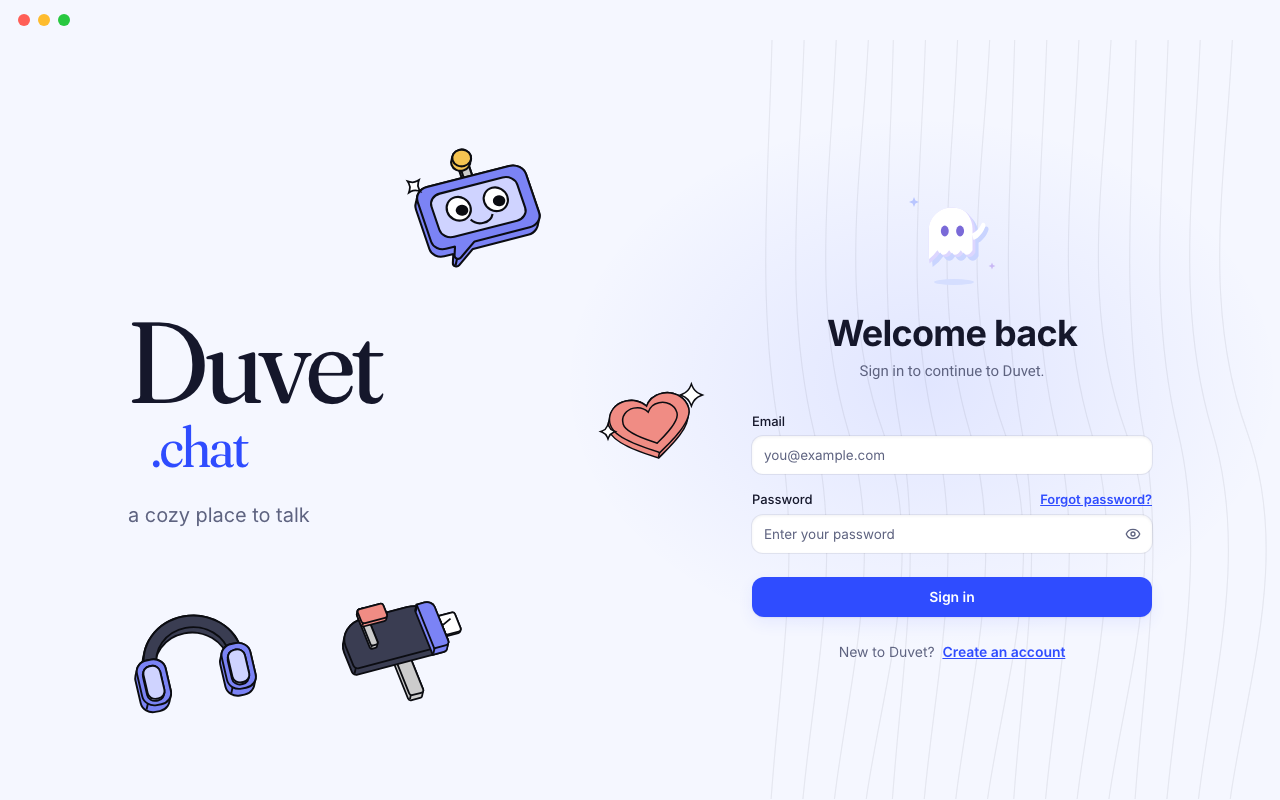 Duvet
.chat
a cozy place to talk
Welcome back
Sign in to continue to Duvet.
Email
you@example.com
Password Forgot password?
Enter your password
Sign in
New to Duvet? Create an account